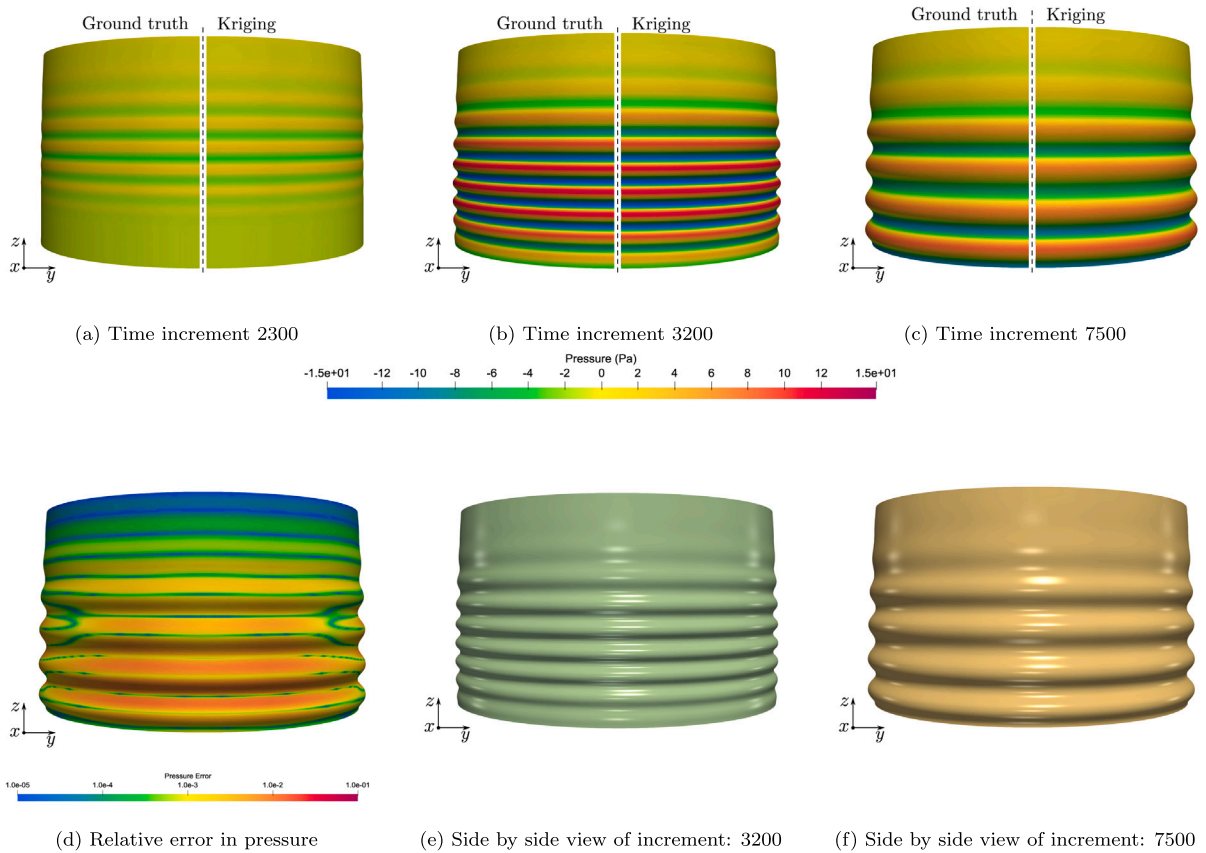 Ground truth Kriging
Ground truth Kriging
Ground truth Kriging
z
x y
z
x y
z
x y
(a) Time increment 2300
(b) Time increment 3200
(c) Time increment 7500
Pressure (Pa)
-1.5e+01 -12 -10 -8 -6 -4 -2 0 2 4 6 8 10 12 1.5e+01
z
x y
z
x y
z
x y
Pressure Error
1.0e-05 1.0e-4 1.0e-3 1.0e-2 1.0e-01
(d) Relative error in pressure
(e) Side by side view of increment: 3200
(f) Side by side view of increment: 7500